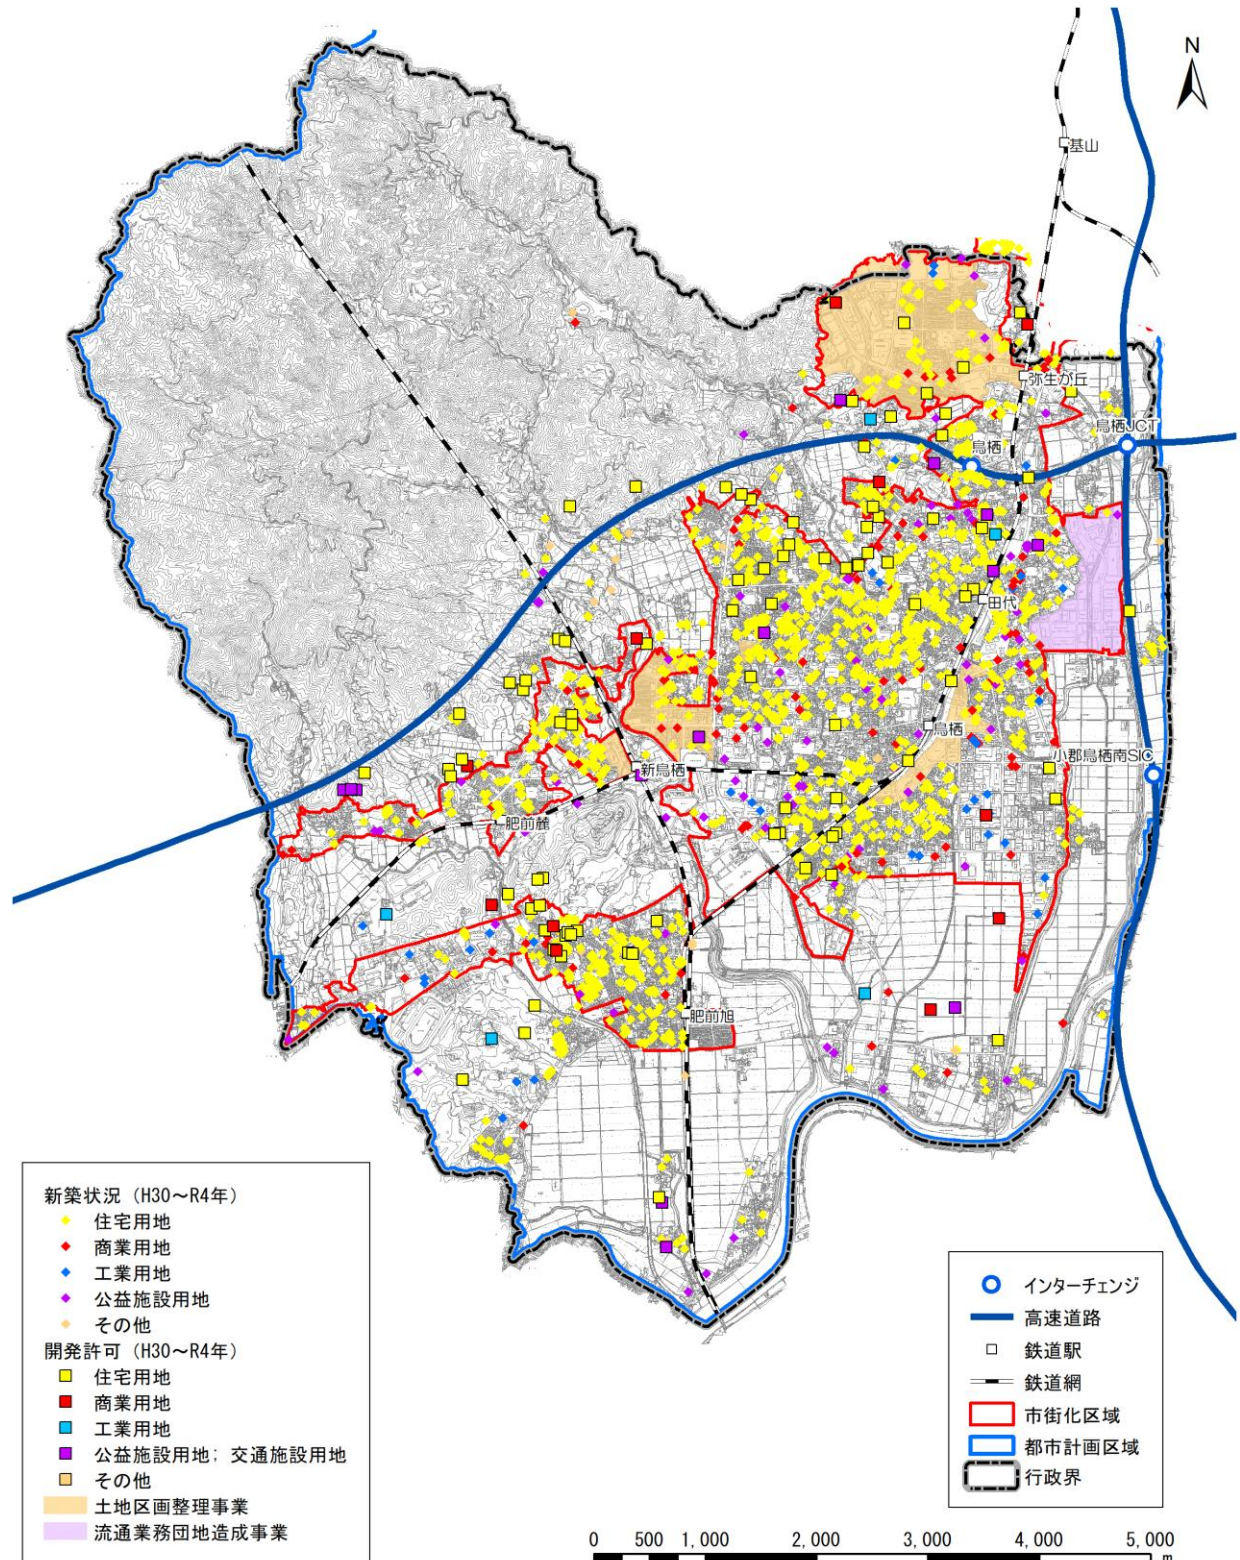 N
基山
弥生が丘
鳥栖JCT
鳥栖
田代
鳥栖
小郡鳥栖南SIC
新鳥栖
肥前麓
肥前旭
新築状況（H30～R4年）
住宅用地
商業用地
工業用地
公益施設用地
その他
開発許可（H30～R4年）
住宅用地
商業用地
工業用地
公益施設用地；交通施設用地
その他
土地区画整理事業
流通業務団地造成事業
インターチェンジ
高速道路
鉄道駅
鉄道網
市街化区域
都市計画区域
行政界
0 500 1,000 2,000 3,000 4,000 5,000
m